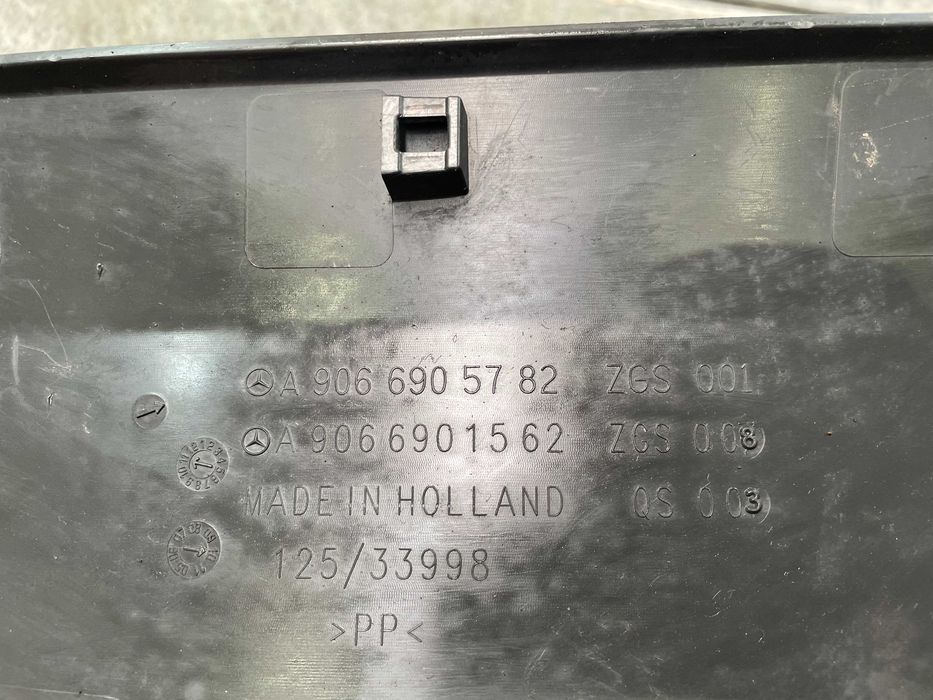 A 906 690 57 82 ZGS 001
A 906 690 15 62 ZGS 008
MADE IN HOLLAND QS 003
125/33998
>PP<